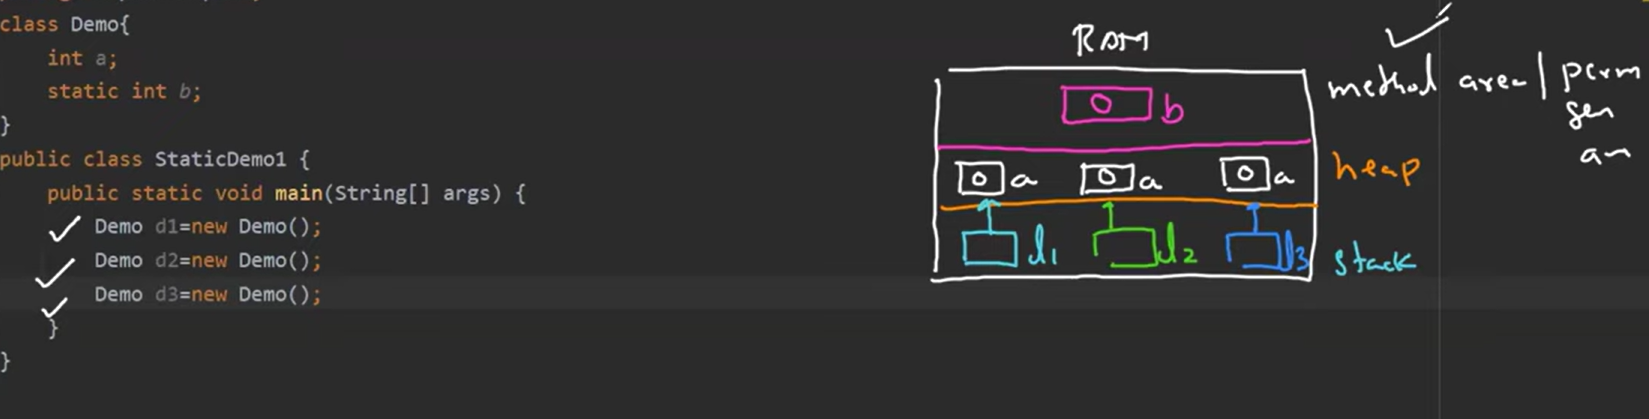 class Demo{
int a;
static int b;
}
public class StaticDemo1 {
public static void main(String[] args) {
Demo d1=new Demo();
Demo d2=new Demo();
Demo d3=new Demo();
}
}
RAM
method area / perm
gen
0 b
0 a 0 a 0 a
heap
d1 d2 d3
stack